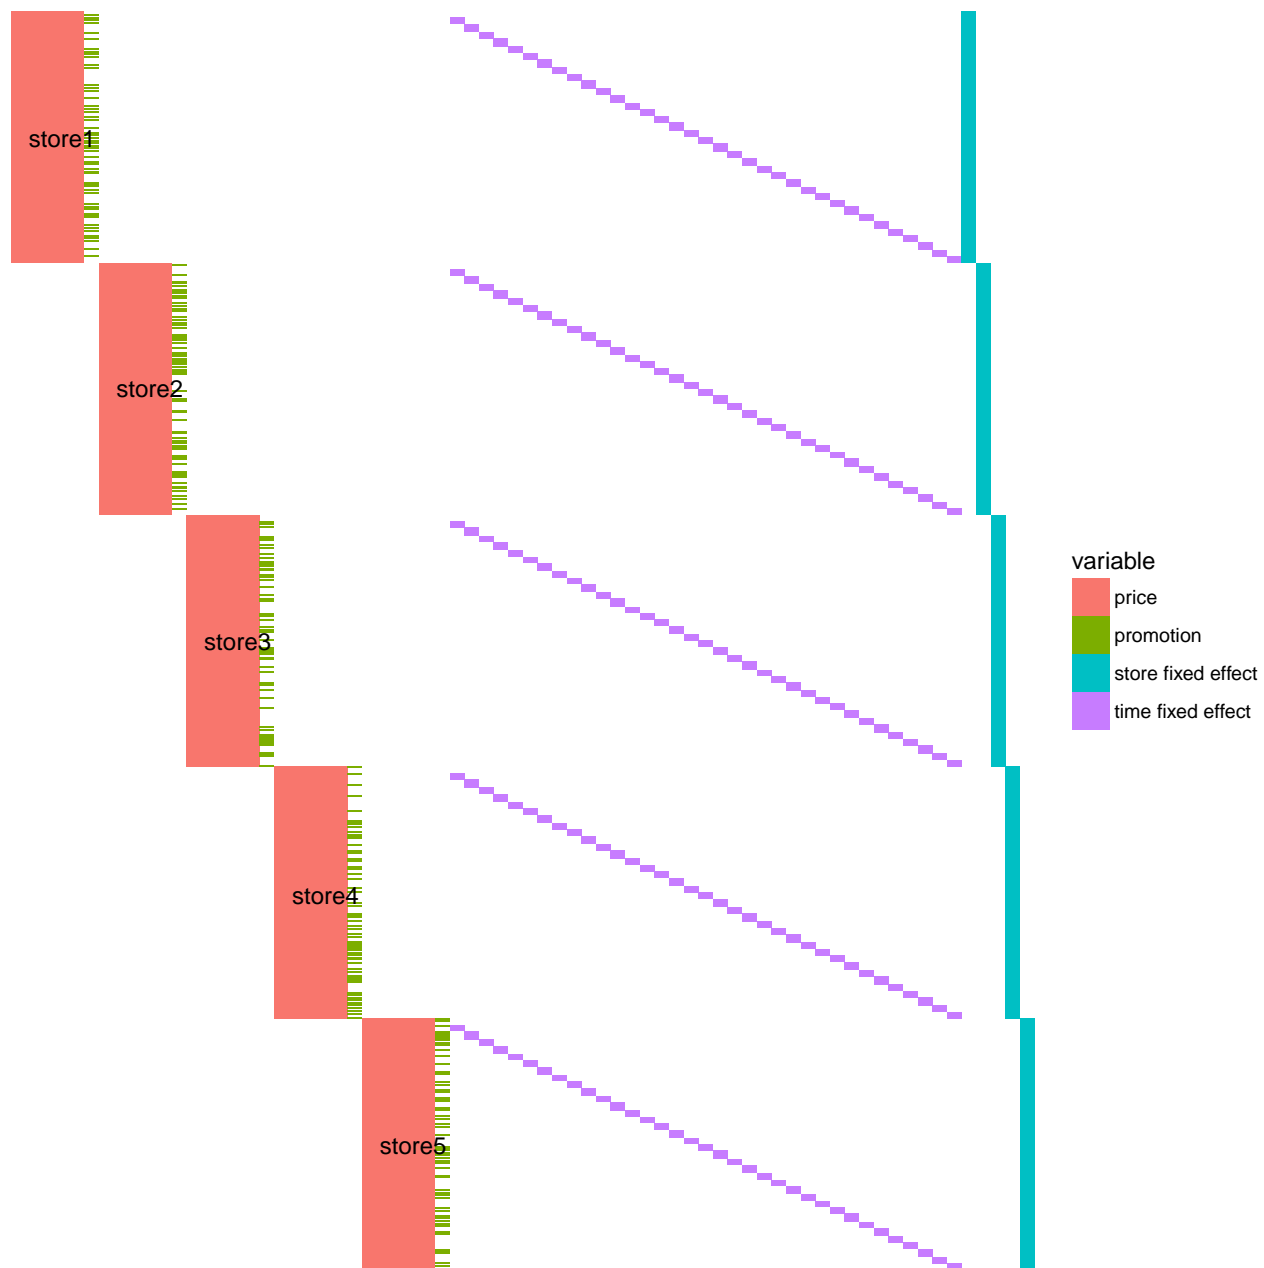 store1
store2
store3
store4
store5
variable
price
promotion
store fixed effect
time fixed effect